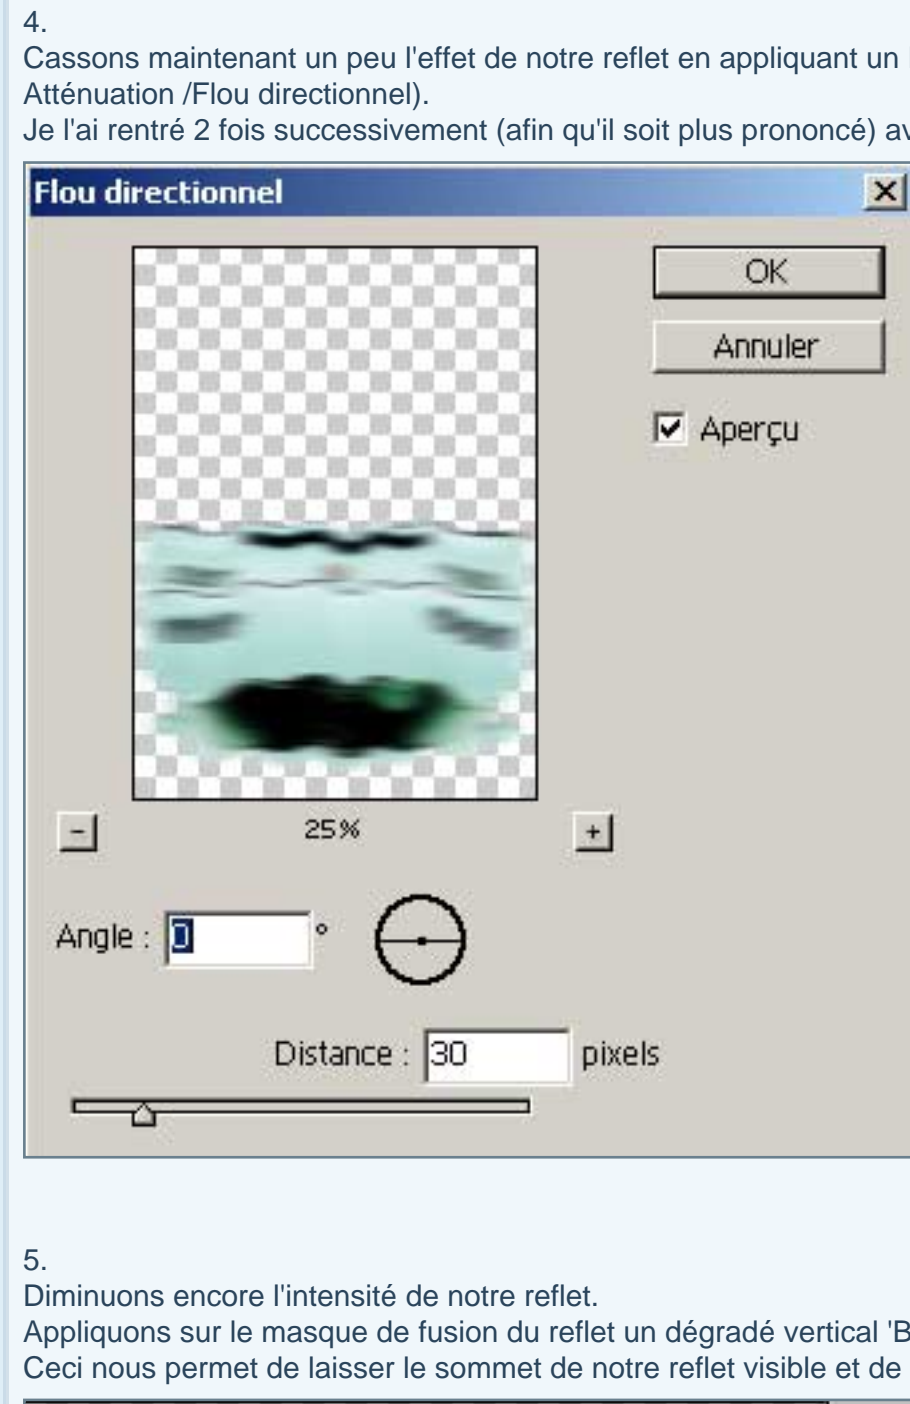 4.
Cassons maintenant un peu l'effet de notre reflet en appliquant un
Atténuation /Flou directionnel).
Je l'ai rentré 2 fois successivement (afin qu'il soit plus prononcé) av
Flou directionnel
OK
Annuler
Aperçu
- 25% +
Angle : 0 °
Distance : 30 pixels
5.
Diminuons encore l'intensité de notre reflet.
Appliquons sur le masque de fusion du reflet un dégradé vertical 'B
Ceci nous permet de laisser le sommet de notre reflet visible et de